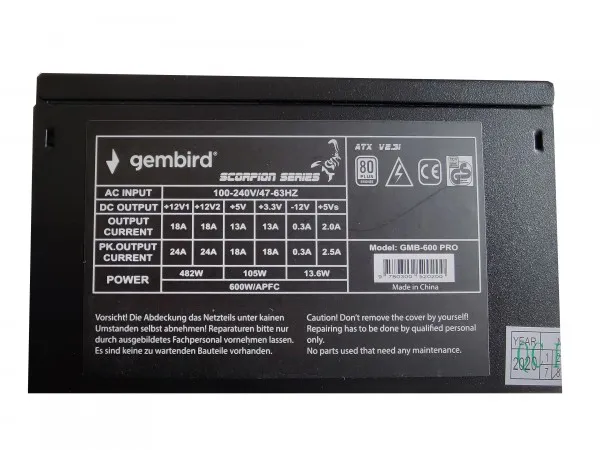 gembird®
SCORPION SERIES
ATX V2.31
80
PLUS
CE
AC INPUT 100-240V/47-63HZ
DC OUTPUT +12V1 +12V2 +5V +3.3V -12V +5Vs
OUTPUT CURRENT 18A 18A 13A 13A 0.3A 2.0A
PK.OUTPUT CURRENT 24A 24A 18A 18A 0.3A 2.5A
POWER 482W 105W 13.6W
600W/APFC
Model: GMB-600 PRO
Made in China
Vorsicht! Die Abdeckung das Netzteils unter kainen
Umstanden selbst abnehmen! Reparaturen bitte nur
durch ausgebildetes Fachpersonal vornehmen lassen.
Es sind keine zu wartenden Bauteile vorhanden.
Caution! Don't remove the cover by yourself!
Repairing has to be done by qualified personal
only.
No parts used that need any maintenance.
YEAR
2020